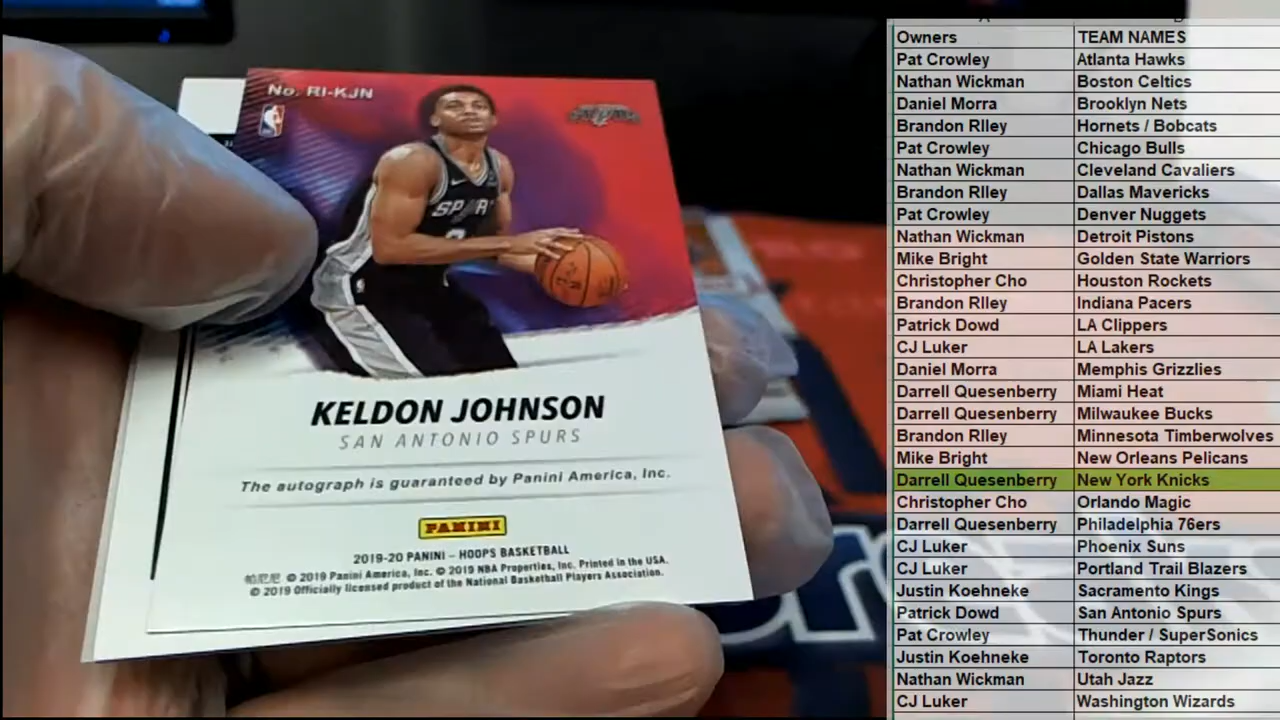 No. RI-KJN
SPURS
KELDON JOHNSON
SAN ANTONIO SPURS
The autograph is guaranteed by Panini America, Inc.
PANINI
2019-20 PANINI – HOOPS BASKETBALL
帕尼尼 © 2019 Panini America, Inc. © 2019 NBA Properties, Inc. Printed in the USA.
© 2019 Officially licensed product of the National Basketball Players Association.
Owners TEAM NAMES
Pat Crowley Atlanta Hawks
Nathan Wickman Boston Celtics
Daniel Morra Brooklyn Nets
Brandon RIley Hornets / Bobcats
Pat Crowley Chicago Bulls
Nathan Wickman Cleveland Cavaliers
Brandon RIley Dallas Mavericks
Pat Crowley Denver Nuggets
Nathan Wickman Detroit Pistons
Mike Bright Golden State Warriors
Christopher Cho Houston Rockets
Brandon RIley Indiana Pacers
Patrick Dowd LA Clippers
CJ Luker LA Lakers
Daniel Morra Memphis Grizzlies
Darrell Quesenberry Miami Heat
Darrell Quesenberry Milwaukee Bucks
Brandon RIley Minnesota Timberwolves
Mike Bright New Orleans Pelicans
Darrell Quesenberry New York Knicks
Christopher Cho Orlando Magic
Darrell Quesenberry Philadelphia 76ers
CJ Luker Phoenix Suns
CJ Luker Portland Trail Blazers
Justin Koehneke Sacramento Kings
Patrick Dowd San Antonio Spurs
Pat Crowley Thunder / SuperSonics
Justin Koehneke Toronto Raptors
Nathan Wickman Utah Jazz
CJ Luker Washington Wizards